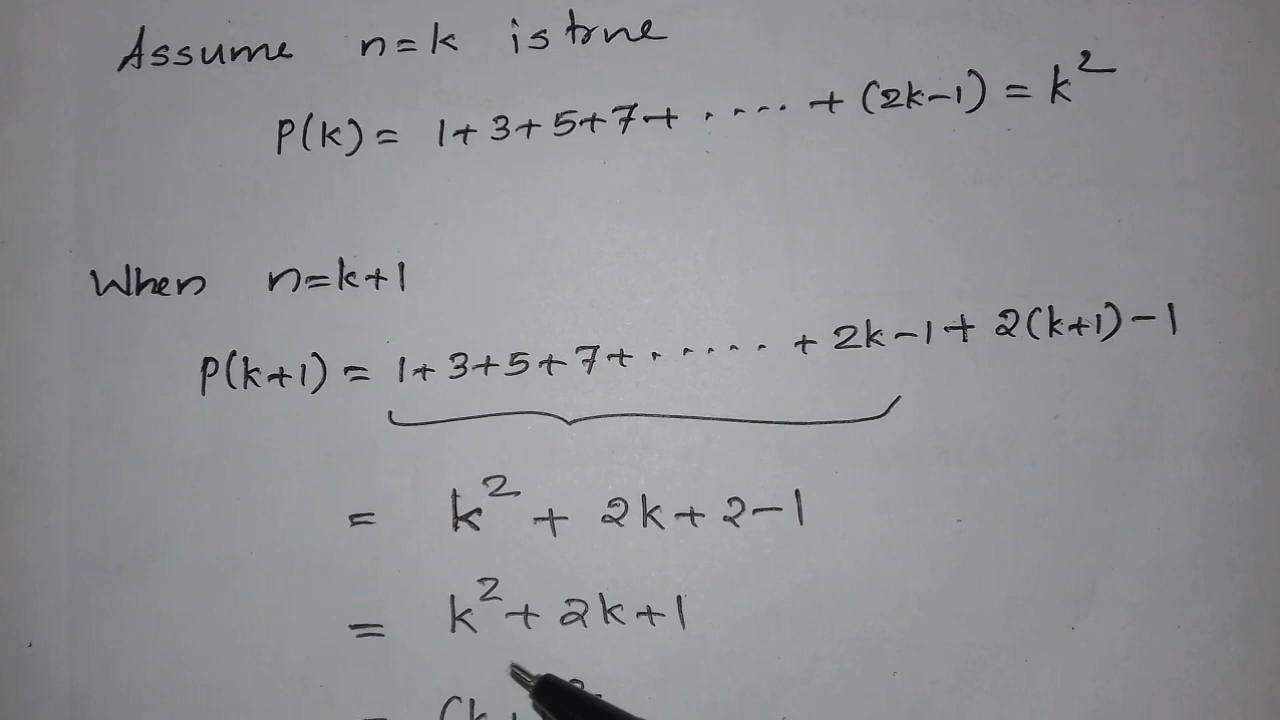 Assume n=k is true
P(k) = 1+3+5+7+ ..... + (2k-1) = k²
When n=k+1
P(k+1) = 1+3+5+7+ ...... + 2k-1 + 2(k+1)-1
= k² + 2k+2-1
= k²+2k+1